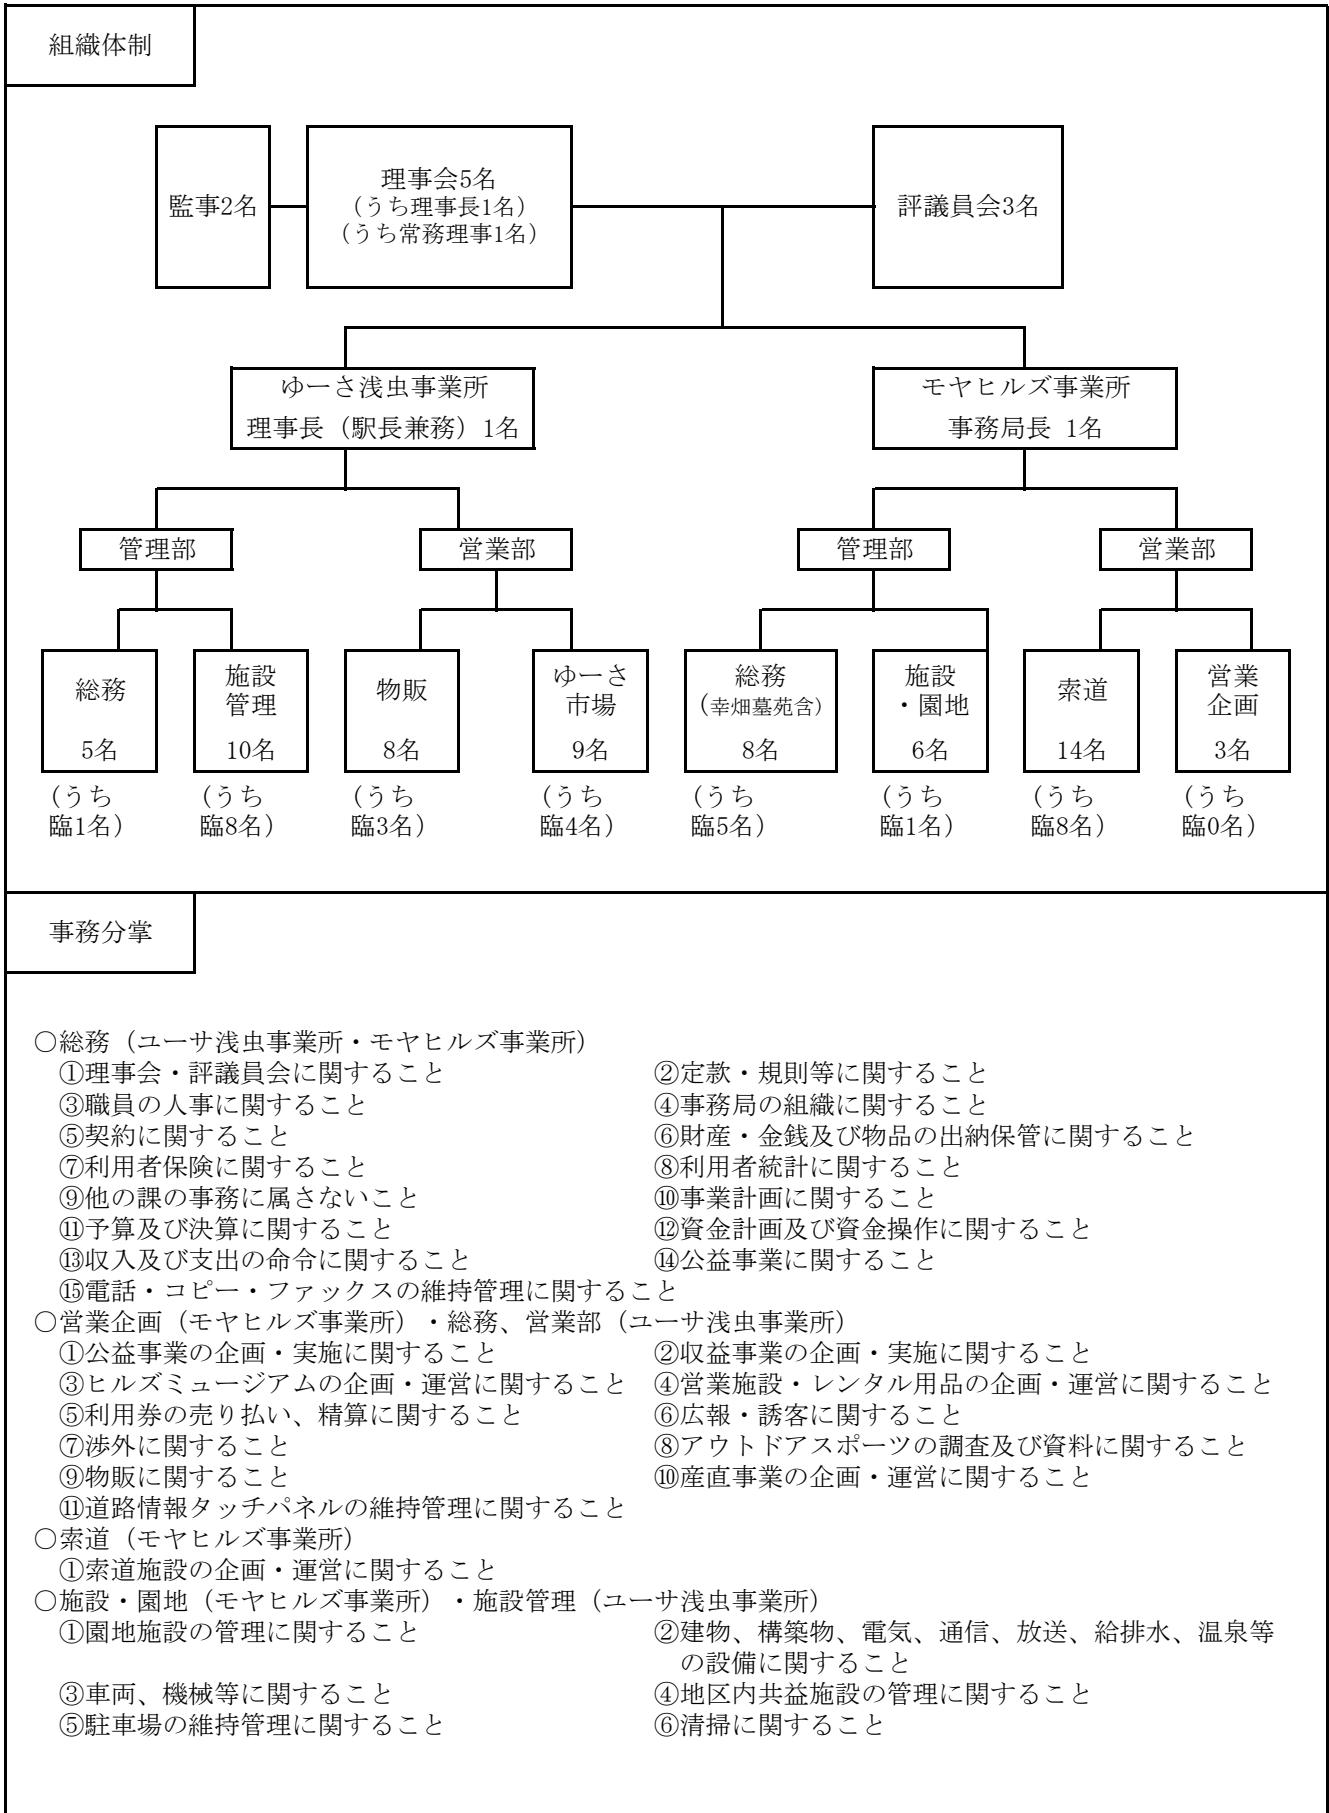 組織体制
監事2名
理事会5名
（うち理事長1名）
（うち常務理事1名）
評議員会3名
ゆーさ浅虫事業所
理事長（駅長兼務）1名
モヤヒルズ事業所
事務局長 1名
管理部
営業部
管理部
営業部
総務
5名
施設
管理
10名
物販
8名
ゆーさ
市場
9名
総務
（幸畑墓苑含）
8名
施設
・園地
6名
索道
14名
営業
企画
3名
（うち
臨1名）
（うち
臨8名）
（うち
臨3名）
（うち
臨4名）
（うち
臨5名）
（うち
臨1名）
（うち
臨8名）
（うち
臨0名）
事務分掌
○総務（ユーサ浅虫事業所・モヤヒルズ事業所）
①理事会・評議員会に関すること ②定款・規則等に関すること
③職員の人事に関すること ④事務局の組織に関すること
⑤契約に関すること ⑥財産・金銭及び物品の出納保管に関すること
⑦利用者保険に関すること ⑧利用者統計に関すること
⑨他の課の事務に属さないこと ⑩事業計画に関すること
⑪予算及び決算に関すること ⑫資金計画及び資金操作に関すること
⑬収入及び支出の命令に関すること ⑭公益事業に関すること
⑮電話・コピー・ファックスの維持管理に関すること
○営業企画（モヤヒルズ事業所）・総務、営業部（ユーサ浅虫事業所）
①公益事業の企画・実施に関すること ②収益事業の企画・実施に関すること
③ヒルズミュージアムの企画・運営に関すること ④営業施設・レンタル用品の企画・運営に関すること
⑤利用券の売り払い、精算に関すること ⑥広報・誘客に関すること
⑦渉外に関すること ⑧アウトドアスポーツの調査及び資料に関すること
⑨物販に関すること ⑩産直事業の企画・運営に関すること
⑪道路情報タッチパネルの維持管理に関すること
○索道（モヤヒルズ事業所）
①索道施設の企画・運営に関すること
○施設・園地（モヤヒルズ事業所）・施設管理（ユーサ浅虫事業所）
①園地施設の管理に関すること ②建物、構築物、電気、通信、放送、給排水、温泉等
の設備に関すること
③車両、機械等に関すること ④地区内共益施設の管理に関すること
⑤駐車場の維持管理に関すること ⑥清掃に関すること